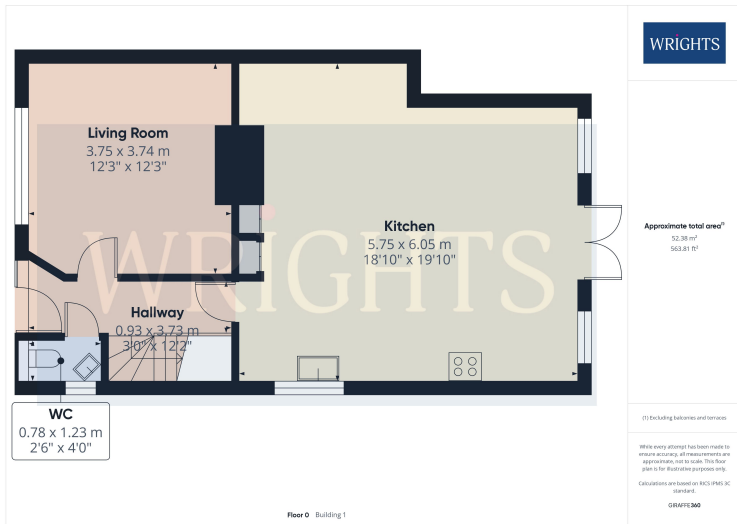 WRIGHTS
Living Room
3.75 x 3.74 m
12'3" x 12'3"
Kitchen
5.75 x 6.05 m
18'10" x 19'10"
WRIGHTS
Hallway
0.93 x 3.73 m
3'0" x 12'2"
WC
0.78 x 1.23 m
2'6" x 4'0"
Floor 0 Building 1
Approximate total area(1)
52.38 m²
563.81 ft²
(1) Excluding balconies and terraces
While every attempt has been made to
ensure accuracy, all measurements are
approximate, not to scale. This floor
plan is for illustrative purposes only.
Calculations are based on RICS IPMS 3C
standard.
GIRAFFE360